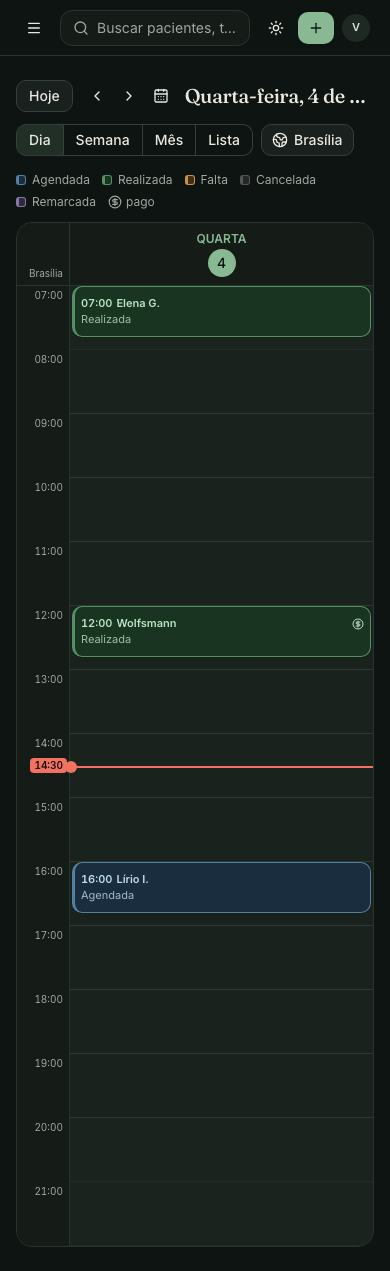 Buscar pacientes, t...
V
Hoje
Quarta-feira, 4 de ...
Dia Semana Mês Lista Brasília
Agendada Realizada Falta Cancelada
Remarcada pago
QUARTA
Brasília
4
07:00
07:00 Elena G.
Realizada
08:00
09:00
10:00
11:00
12:00
12:00 Wolfsmann
Realizada
13:00
14:00
14:30
15:00
16:00
16:00 Lírio I.
Agendada
17:00
18:00
19:00
20:00
21:00